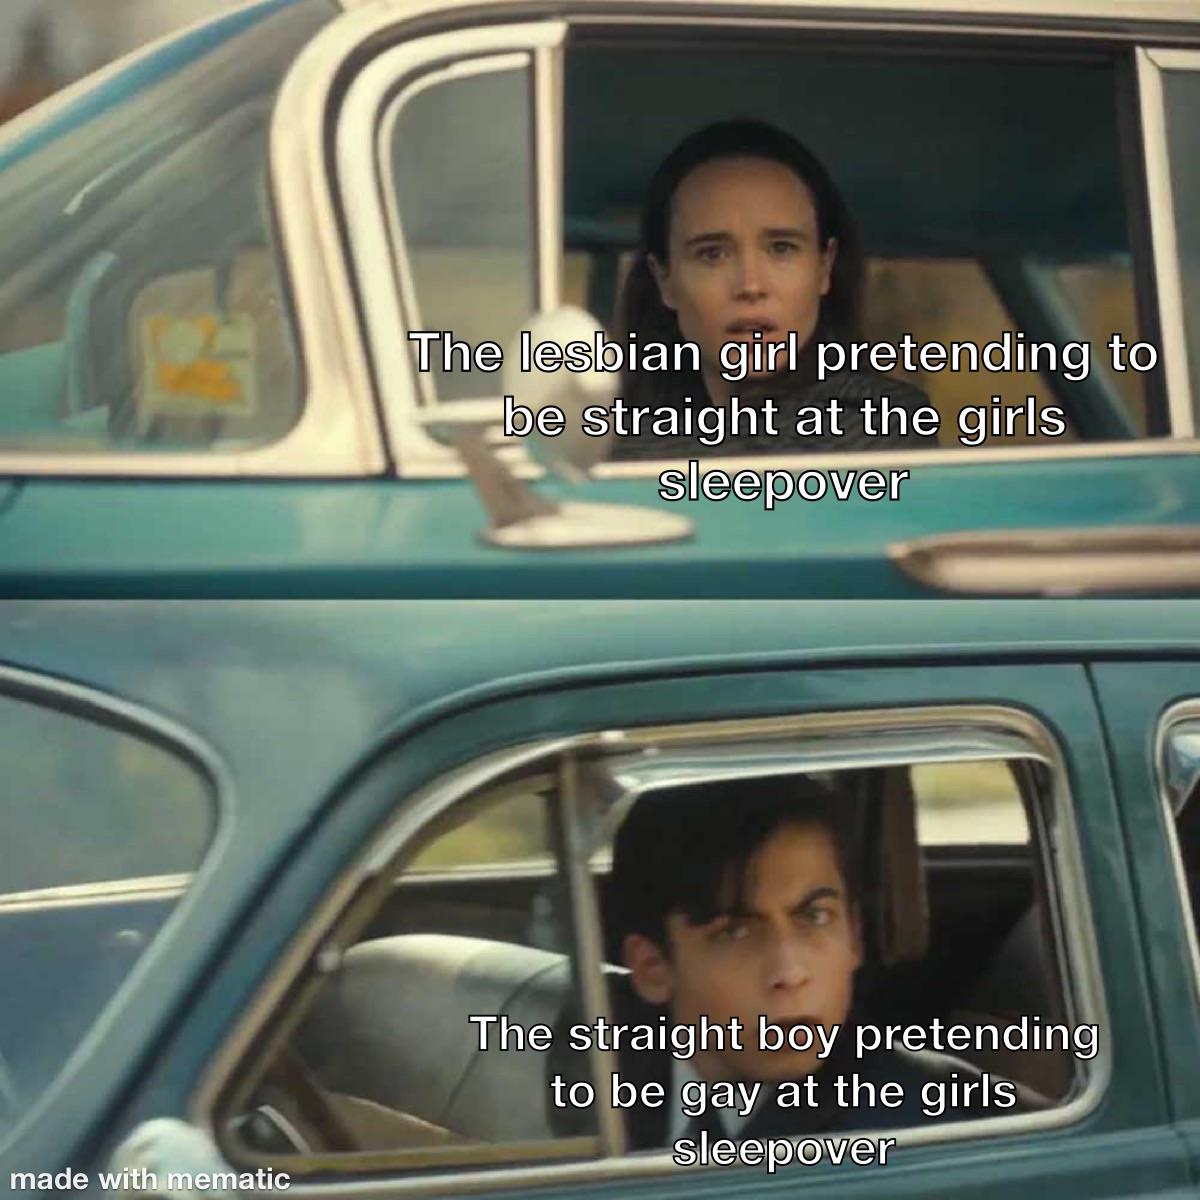 The lesbian girl pretending to
be straight at the girls
sleepover
The straight boy pretending
to be gay at the girls
sleepover
made with mematic